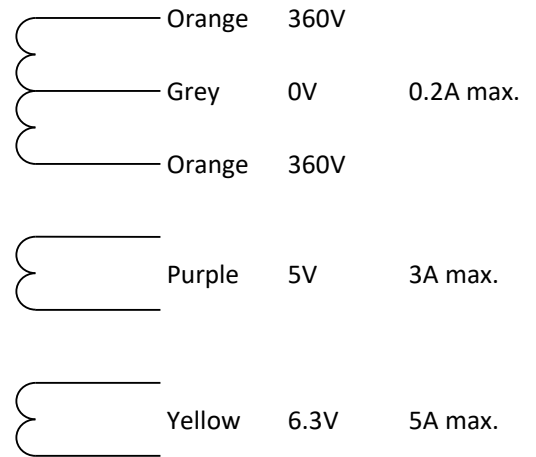 Orange 360V
Grey 0V 0.2A max.
Orange 360V
Purple 5V 3A max.
Yellow 6.3V 5A max.